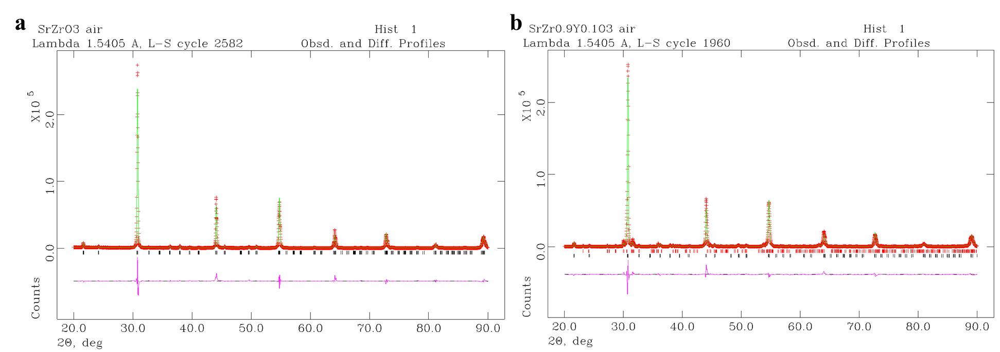 a
SrZrO3 air
Hist 1
Lambda 1.5405 A, L-S cycle 2582
Obsd. and Diff. Profiles
X10 5
2.0
1.0
0.0
Counts
20.0 30.0 40.0 50.0 60.0 70.0 80.0 90.0
2Θ, deg
b
SrZr0.9Y0.1O3 air
Hist 1
Lambda 1.5405 A, L-S cycle 1960
Obsd. and Diff. Profiles
X10 5
2.0
1.0
0.0
Counts
20.0 30.0 40.0 50.0 60.0 70.0 80.0 90.0
2Θ, deg